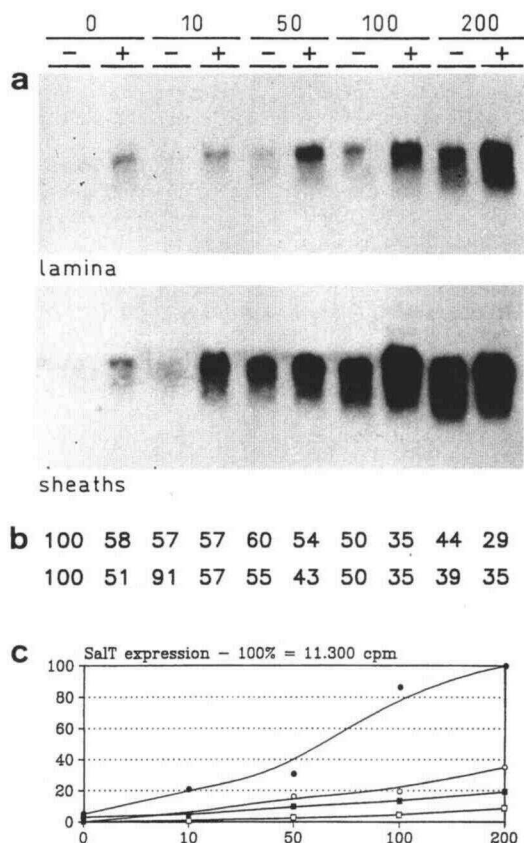 0 10 50 100 200
− + − + − + − + − +
a
lamina
sheaths
b 100 58 57 57 60 54 50 35 44 29
100 51 91 57 55 43 50 35 39 35
c SalT expression – 100% = 11.300 cpm
100
80
60
40
20
0
0 10 50 100 200